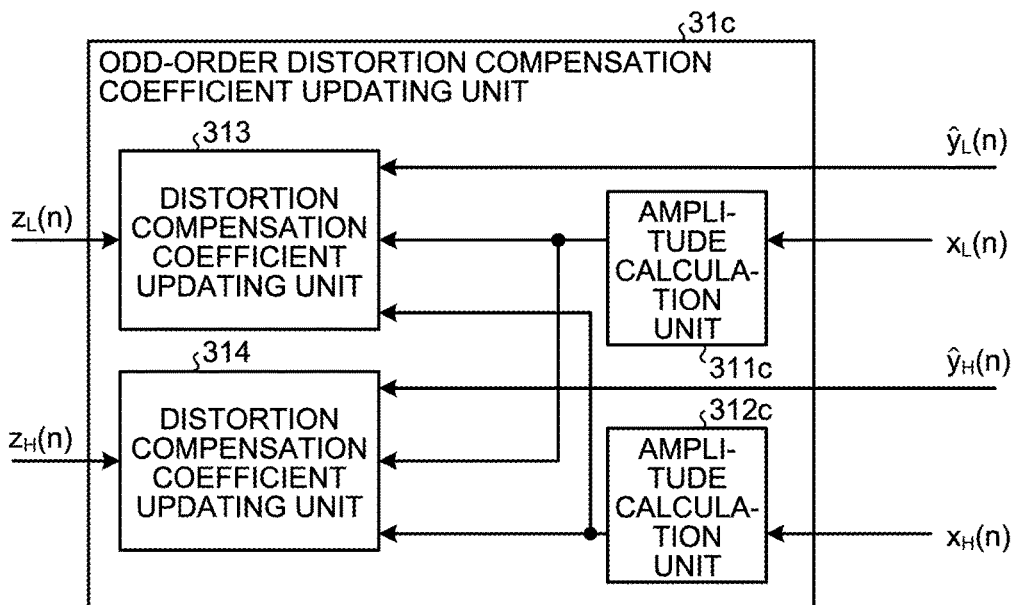 31c
ODD-ORDER DISTORTION COMPENSATION
COEFFICIENT UPDATING UNIT
313
DISTORTION
COMPENSATION
COEFFICIENT
UPDATING UNIT
zL(n)
ŷL(n)
AMPLI-
TUDE
CALCULA-
TION
UNIT
311c
xL(n)
314
DISTORTION
COMPENSATION
COEFFICIENT
UPDATING UNIT
zH(n)
ŷH(n)
312c
AMPLI-
TUDE
CALCULA-
TION
UNIT
xH(n)